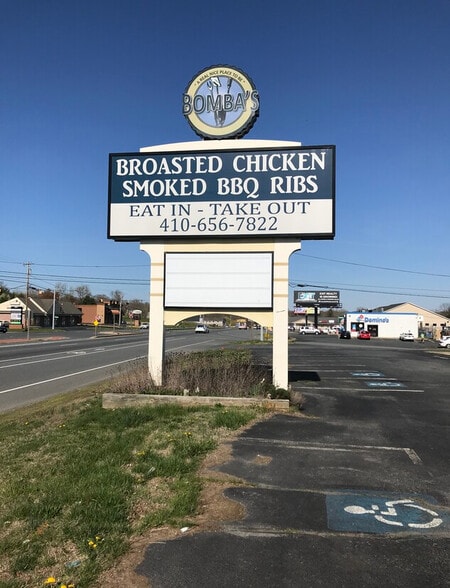 A REAL NICE PLACE TO BE
BOMBA'S
BROASTED CHICKEN
SMOKED BBQ RIBS
EAT IN - TAKE OUT
410-656-7822
Domino's